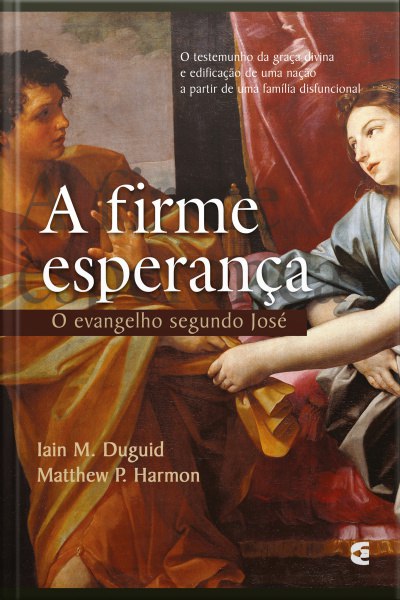 O testemunho da graça divina
e edificação de uma nação
a partir de uma família disfuncional
A firme
esperança
O evangelho segundo José
Iain M. Duguid
Matthew P. Harmon